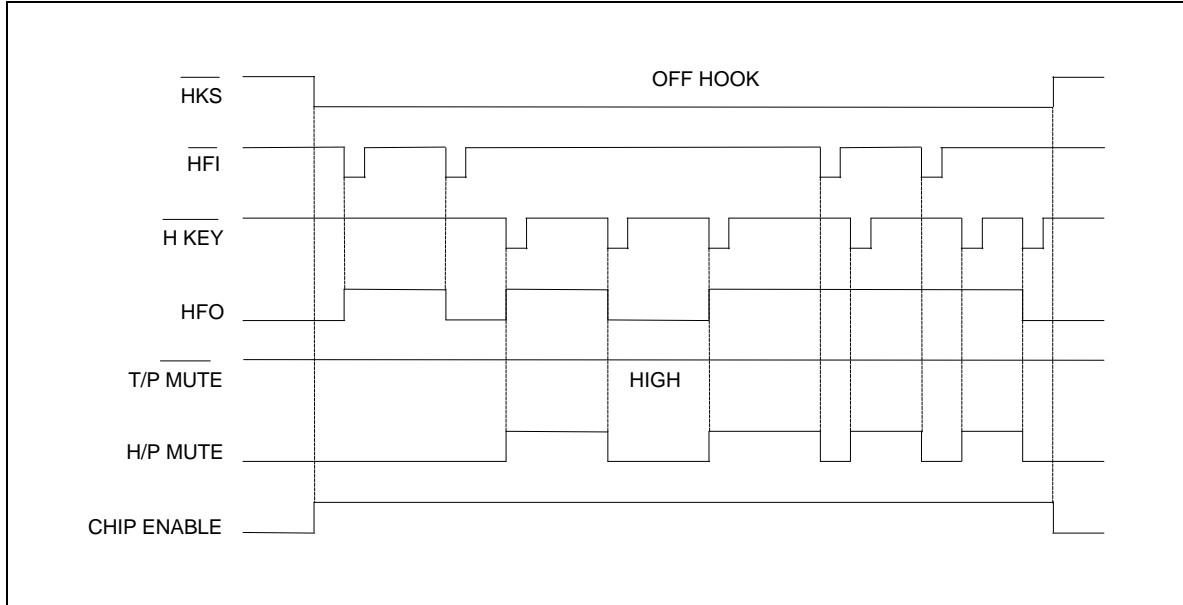 OFF HOOK
HKS
HFI
H KEY
HFO
T/P MUTE
HIGH
H/P MUTE
CHIP ENABLE